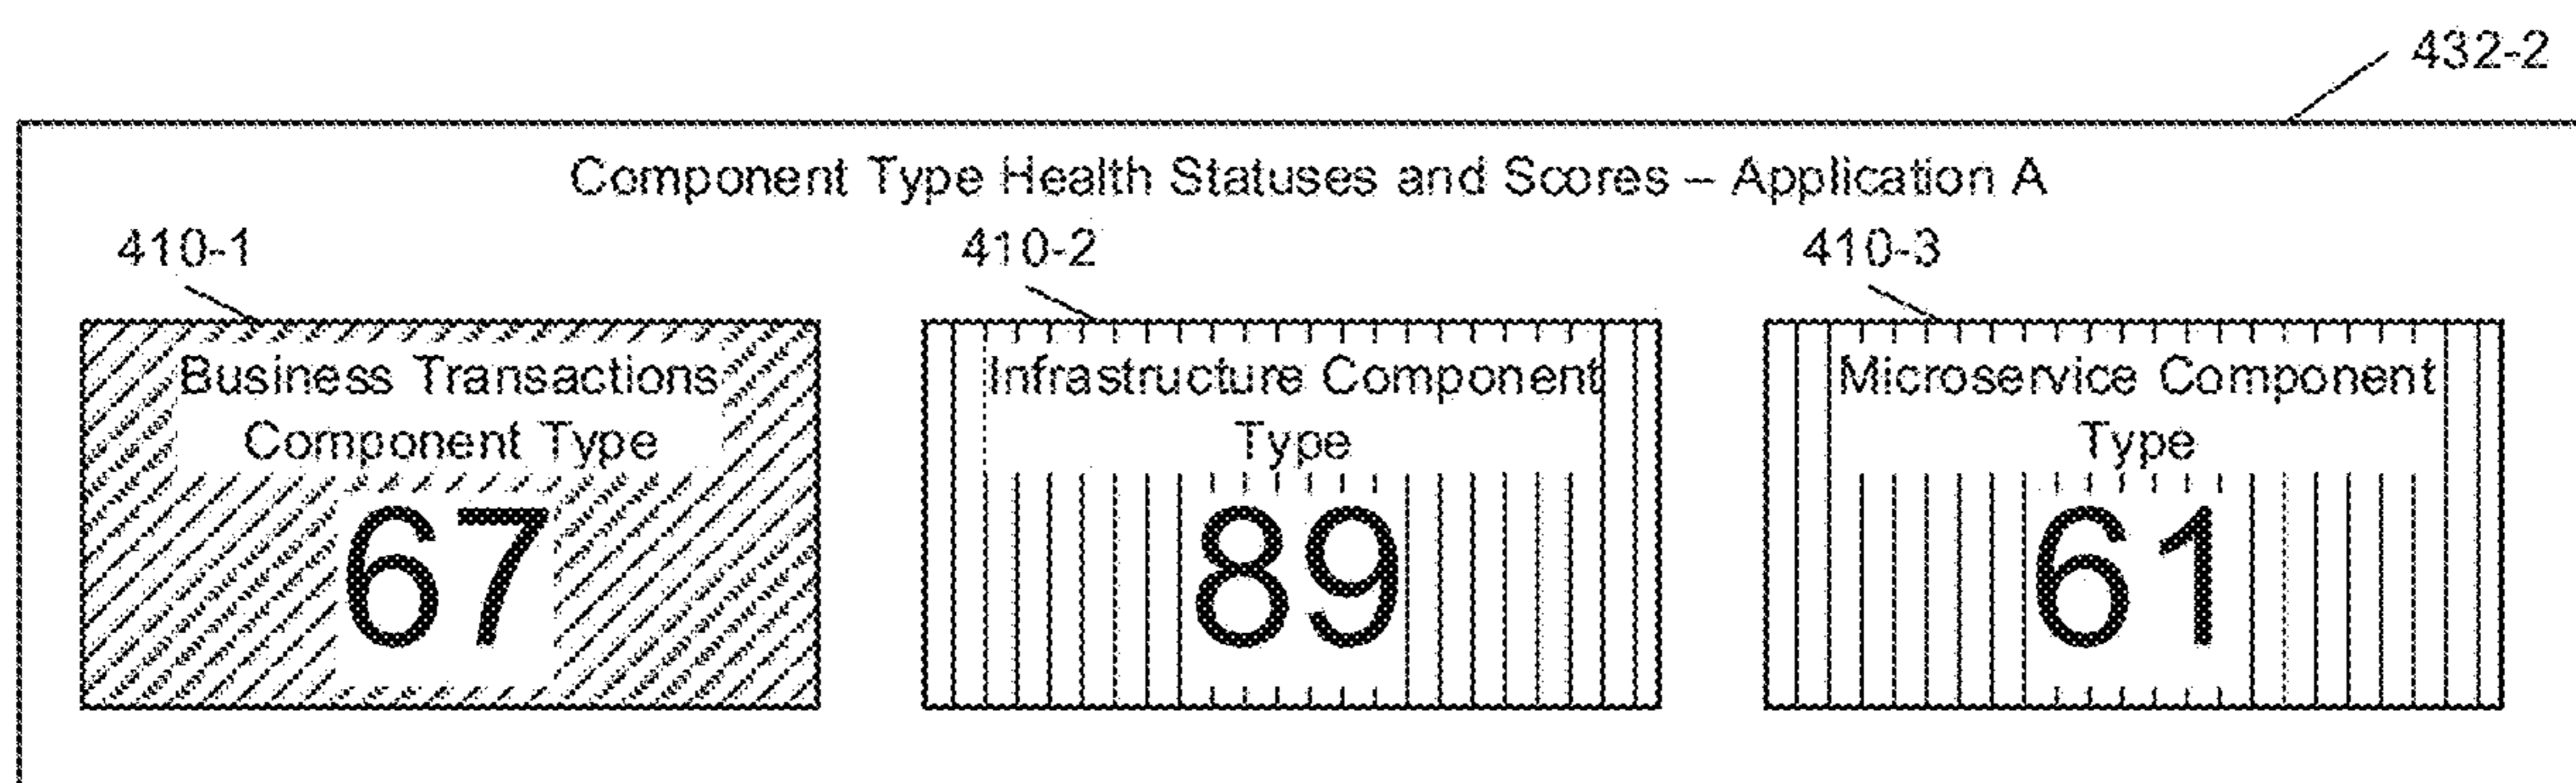 432-2
Component Type Health Statuses and Scores – Application A
410-1
410-2
410-3
Business Transactions
Component Type
67
Infrastructure Component
Type
89
Microservice Component
Type
61